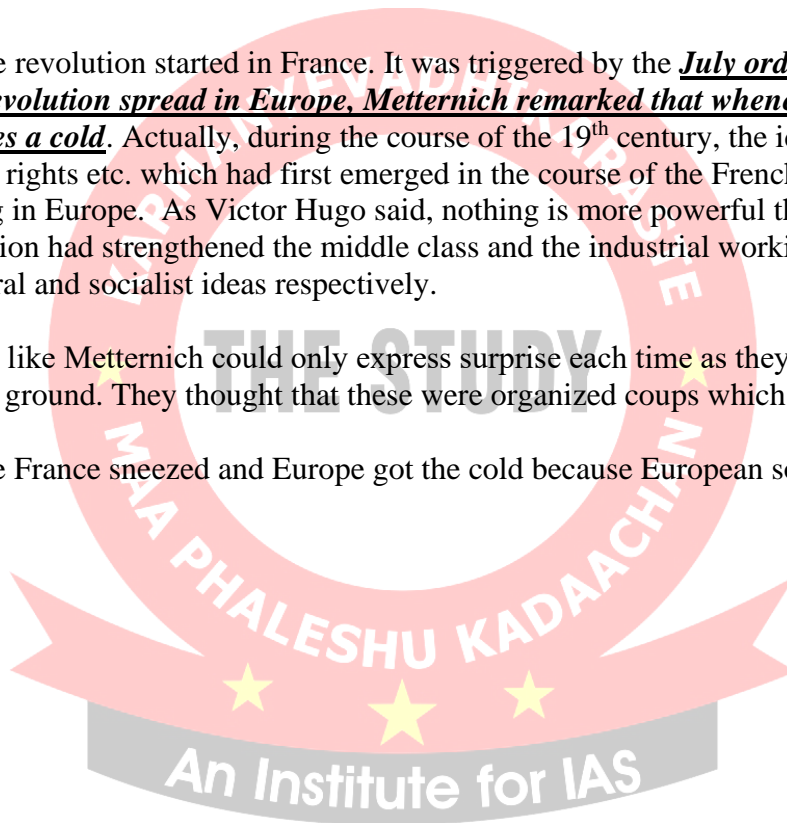 e revolution started in France. It was triggered by the July ord
evolution spread in Europe, Metternich remarked that whene
es a cold. Actually, during the course of the 19th century, the i
rights etc. which had first emerged in the course of the French
g in Europe. As Victor Hugo said, nothing is more powerful th
ion had strengthened the middle class and the industrial worki
ral and socialist ideas respectively.
like Metternich could only express surprise each time as they
ground. They thought that these were organized coups which
e France sneezed and Europe got the cold because European so
KARMANYEVADHIKARASTE
THE STUDY
MAA PHALESHU KADAACHAN
An Institute for IAS